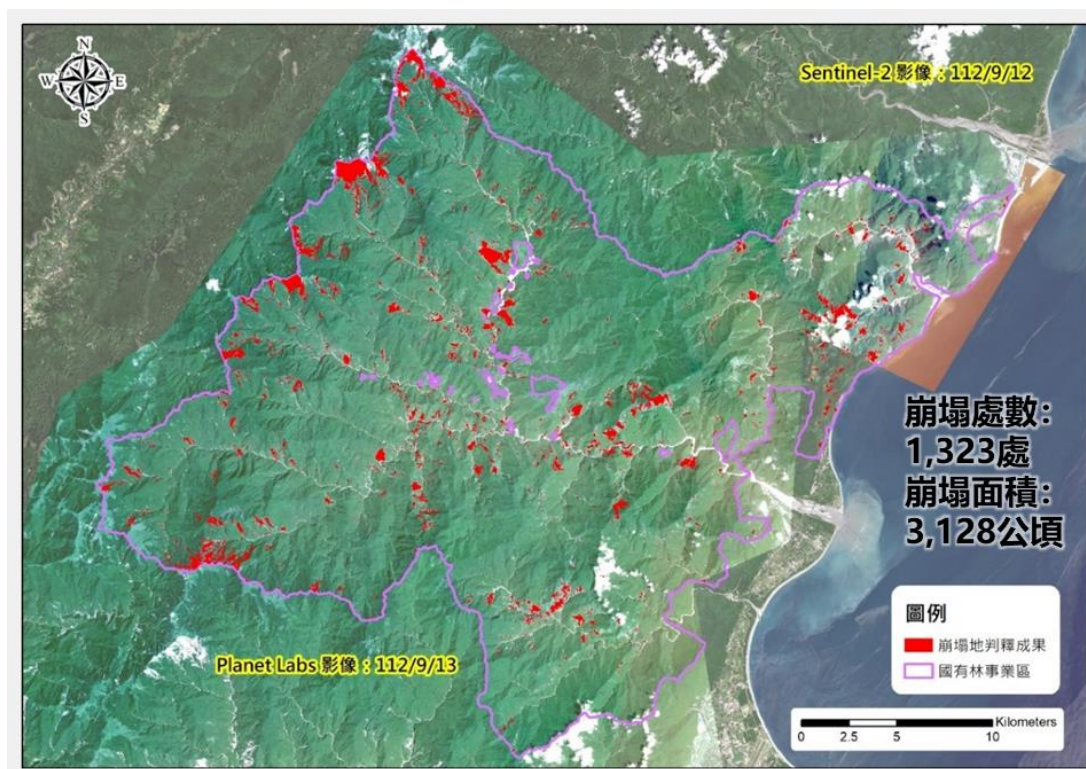 N
W E
S
Sentinel-2 影像：112/9/12
崩塌處數：
1,323處
崩塌面積：
3,128公頃
Planet Labs 影像：112/9/13
圖例
崩塌地判釋成果
國有林事業區
Kilometers
0 2.5 5 10